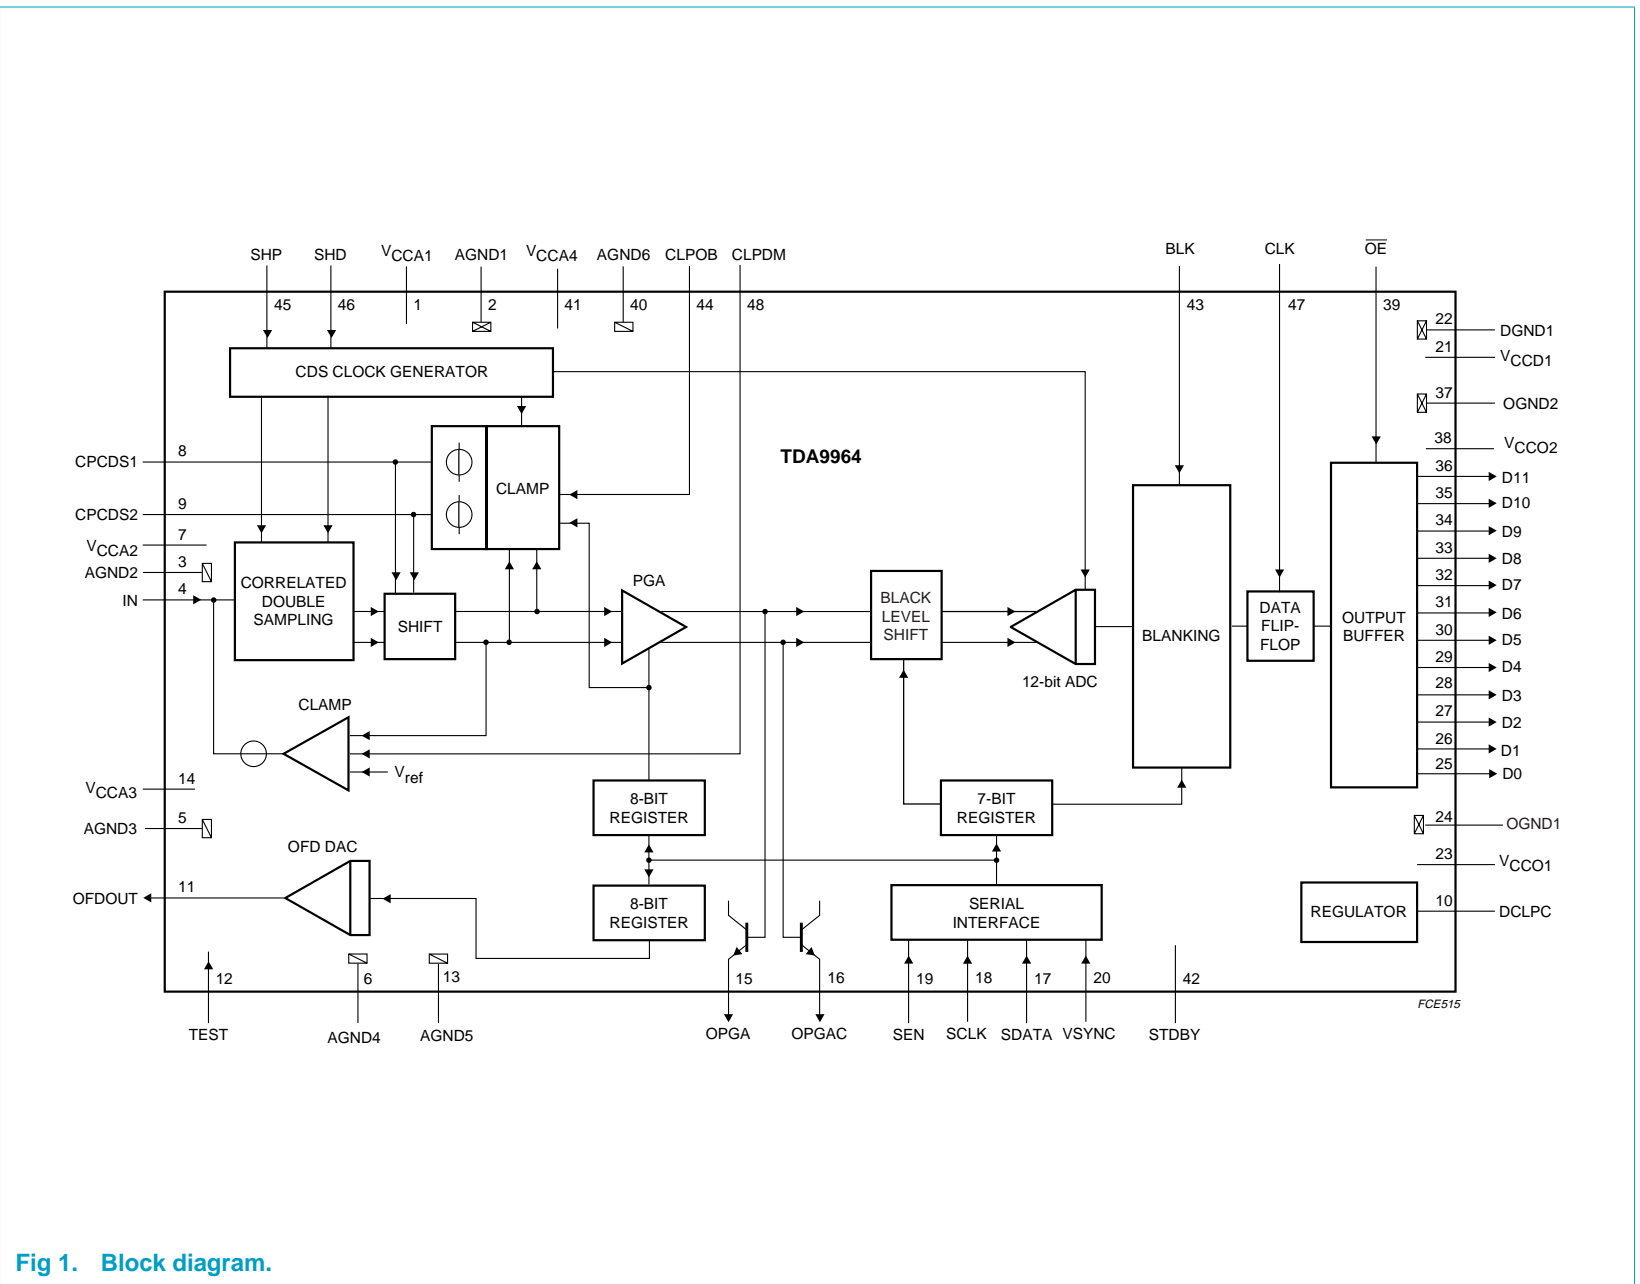 SHP SHD VCCA1 AGND1 VCCA4 AGND6 CLPOB CLPDM BLK CLK OE
45 46 1 2 41 40 44 48 43 47 39
22 DGND1
21 VCCD1
CDS CLOCK GENERATOR
37 OGND2
38 VCCO2
TDA9964
CPCDS1 8
CLAMP
CPCDS2 9
VCCA2 7
AGND2 3
IN 4
CORRELATED
DOUBLE
SAMPLING
SHIFT
PGA
BLACK
LEVEL
SHIFT
12-bit ADC
BLANKING
DATA
FLIP-
FLOP
OUTPUT
BUFFER
36 D11
35 D10
34 D9
33 D8
32 D7
31 D6
30 D5
29 D4
28 D3
27 D2
26 D1
25 D0
CLAMP
Vref
VCCA3 14
AGND3 5
8-BIT
REGISTER
7-BIT
REGISTER
24 OGND1
23 VCCO1
OFD DAC
OFDOUT 11
8-BIT
REGISTER
SERIAL
INTERFACE
REGULATOR
10 DCLPC
12 6 13 15 16 19 18 17 20 42
FCE515
TEST AGND4 AGND5 OPGA OPGAC SEN SCLK SDATA VSYNC STDBY
Fig 1. Block diagram.